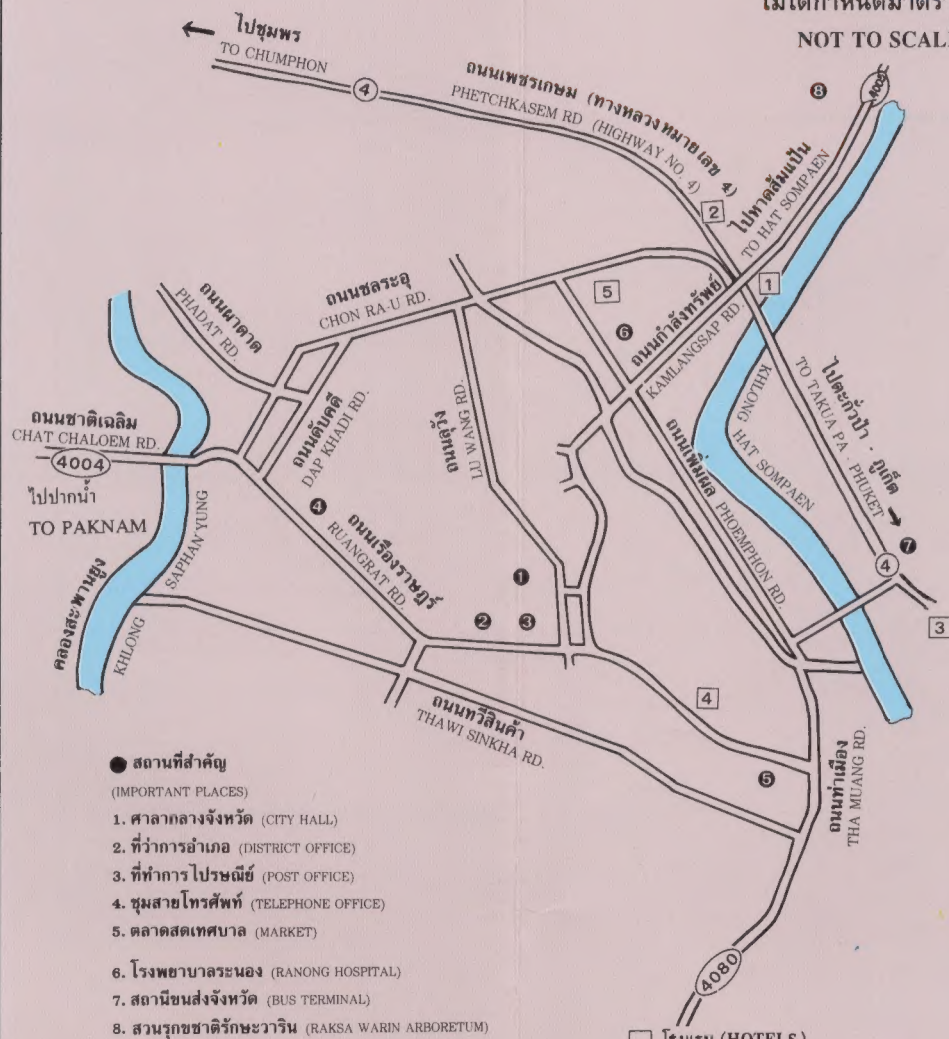 ไม่ได้กำหนดมาตร
NOT TO SCAL
ไปชุมพร
TO CHUMPHON
4
ถนนเพชรเกษม (ทางหลวงหมายเลข 4)
PHETCHKASEM RD (HIGHWAY NO. 4)
8
4005
ไปหาดส้มแป้น
TO HAT SOMPAEN
2
1
5
6
ถนนกำลังทรัพย์
KAMLANGSAP RD.
ถนนชลระอุ
CHON RA-U RD.
ถนนผาดาด
PHADAT RD.
ถนนดับคดี
DAP KHADI RD.
ถนนลุวัง
LU WANG RD.
KHLONG
HAT SOMPAEN
ไปตะกั่วป่า - ภูเก็ต
TO TAKUA PA - PHUKET
7
4
3
ถนนชาติเฉลิม
CHAT CHALOEM RD.
4004
ไปปากน้ำ
TO PAKNAM
คลองสะพานยูง
KHLONG SAPHAN YUNG
4
ถนนเรืองราษฎร์
RUANGRAT RD.
1
2
3
ถนนเพิ่มผล
PHOEMPHON RD.
4
5
ถนนทวีสินค้า
THAWI SINKHA RD.
ถนนท่าเมือง
THA MUANG RD.
4080
สถานที่สำคัญ
(IMPORTANT PLACES)
1. ศาลากลางจังหวัด (CITY HALL)
2. ที่ว่าการอำเภอ (DISTRICT OFFICE)
3. ที่ทำการไปรษณีย์ (POST OFFICE)
4. ชุมสายโทรศัพท์ (TELEPHONE OFFICE)
5. ตลาดสดเทศบาล (MARKET)
6. โรงพยาบาลระนอง (RANONG HOSPITAL)
7. สถานีขนส่งจังหวัด (BUS TERMINAL)
8. สวนรุกขชาติรักษะวาริน (RAKSA WARIN ARBORETUM)
โรงแรม (HOTELS)